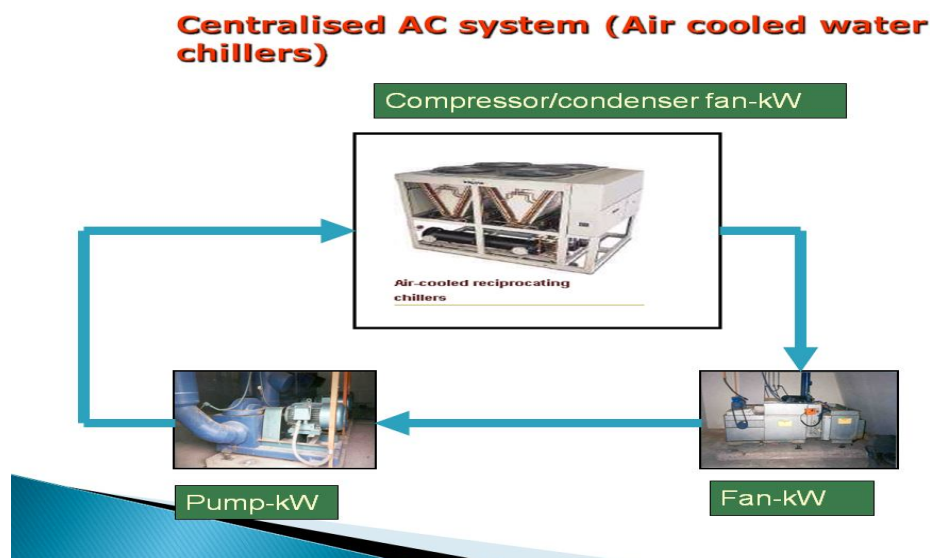 Centralised AC system (Air cooled water
chillers)
Compressor/condenser fan-kW
Air-cooled reciprocating
chillers
Pump-kW
Fan-kW